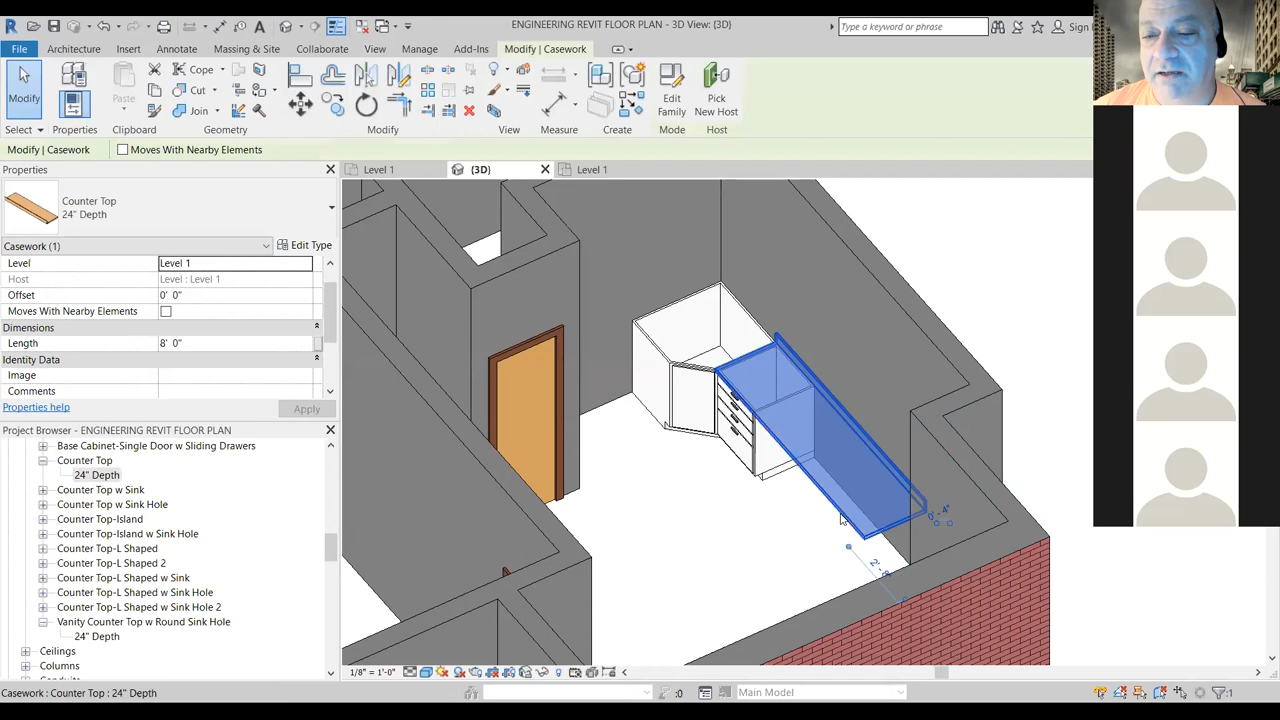 ENGINEERING REVIT FLOOR PLAN - 3D View: {3D}
Type a keyword or phrase
Sign
File
Architecture
Insert
Annotate
Massing & Site
Collaborate
View
Manage
Add-Ins
Modify | Casework
Modify
Paste
Cope
Cut
Join
Edit Family
Pick New Host
Select
Properties
Clipboard
Geometry
Modify
View
Measure
Create
Mode
Host
Modify | Casework
Moves With Nearby Elements
Properties
Level 1
{3D}
Level 1
Counter Top
24" Depth
Casework (1)
Edit Type
Level
Level 1
Host
Level : Level 1
Offset
0' 0"
Moves With Nearby Elements
Dimensions
Length
8' 0"
Identity Data
Image
Comments
Properties help
Apply
Project Browser - ENGINEERING REVIT FLOOR PLAN
Base Cabinet-Single Door w Sliding Drawers
Counter Top
24" Depth
Counter Top w Sink
Counter Top w Sink Hole
Counter Top-Island
Counter Top-Island w Sink Hole
Counter Top-L Shaped
Counter Top-L Shaped 2
Counter Top-L Shaped w Sink
Counter Top-L Shaped w Sink Hole
Counter Top-L Shaped w Sink Hole 2
Vanity Counter Top w Round Sink Hole
24" Depth
Ceilings
Columns
0' - 4"
2' - 8"
1/8" = 1'-0"
Casework : Counter Top : 24" Depth
:0
Main Model
:1